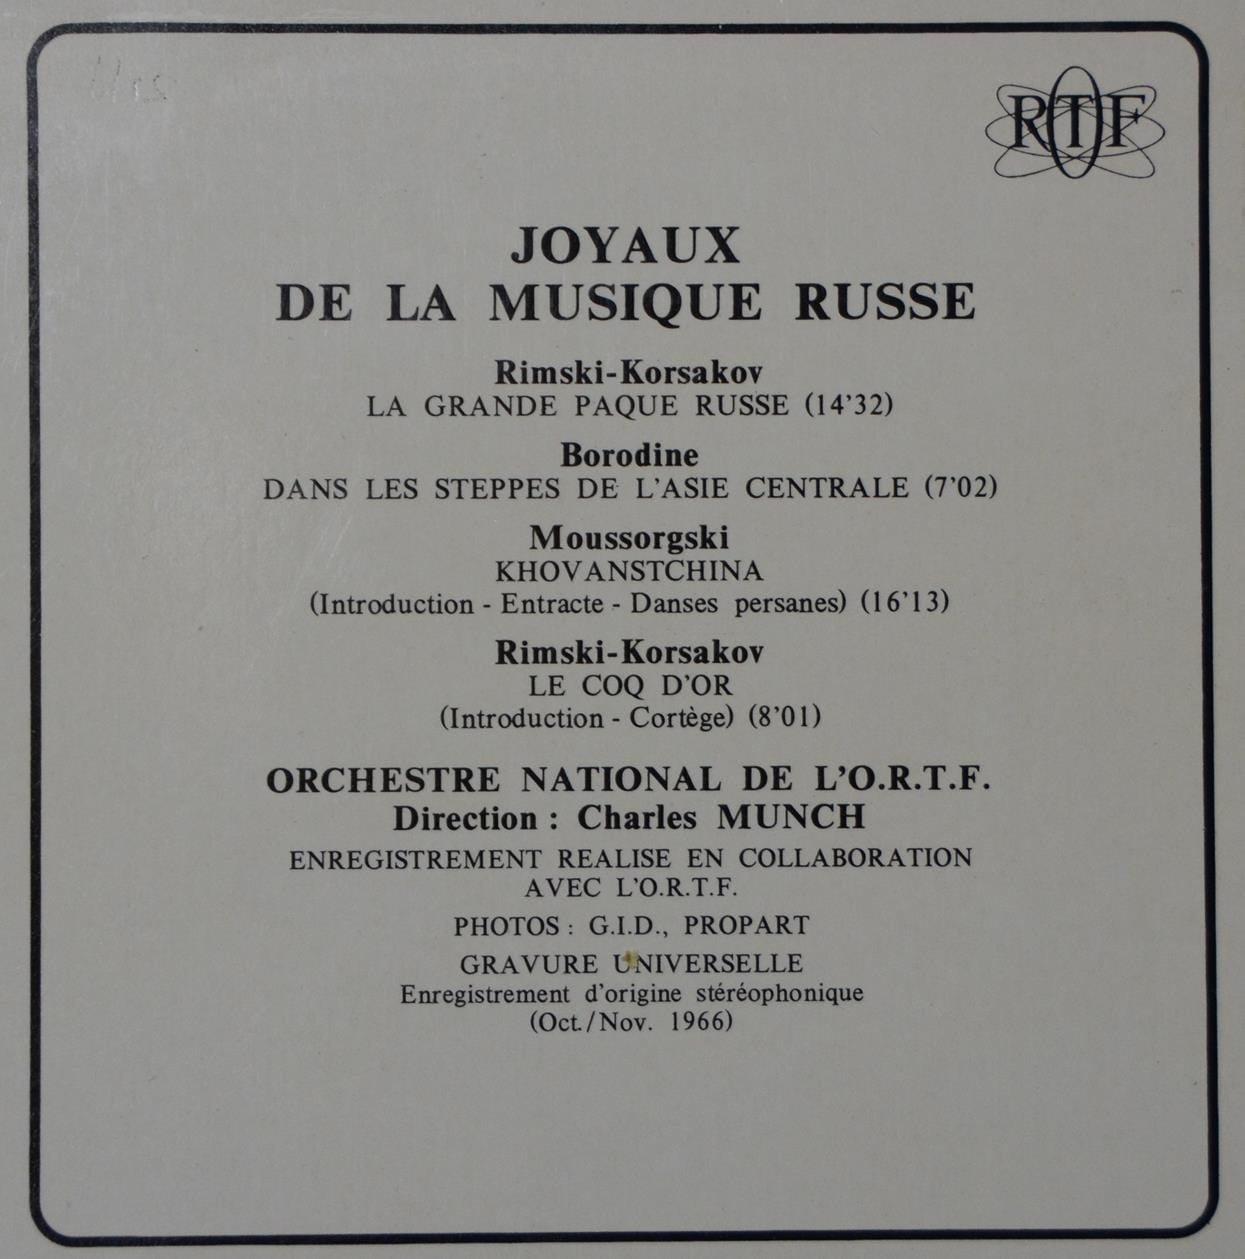 RTF
JOYAUX
DE LA MUSIQUE RUSSE
Rimski-Korsakov
LA GRANDE PAQUE RUSSE (14'32)
Borodine
DANS LES STEPPES DE L'ASIE CENTRALE (7'02)
Moussorgski
KHOVANSTCHINA
(Introduction - Entracte - Danses persanes) (16'13)
Rimski-Korsakov
LE COQ D'OR
(Introduction - Cortège) (8'01)
ORCHESTRE NATIONAL DE L'O.R.T.F.
Direction : Charles MUNCH
ENREGISTREMENT REALISE EN COLLABORATION
AVEC L'O.R.T.F.
PHOTOS : G.I.D., PROPART
GRAVURE UNIVERSELLE
Enregistrement d'origine stéréophonique
(Oct./Nov. 1966)